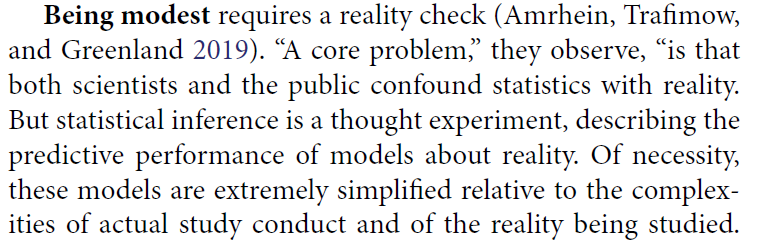 Being modest requires a reality check (Amrhein, Trafimow,
and Greenland 2019). “A core problem,” they observe, “is that
both scientists and the public confound statistics with reality.
But statistical inference is a thought experiment, describing the
predictive performance of models about reality. Of necessity,
these models are extremely simplified relative to the complex-
ities of actual study conduct and of the reality being studied.